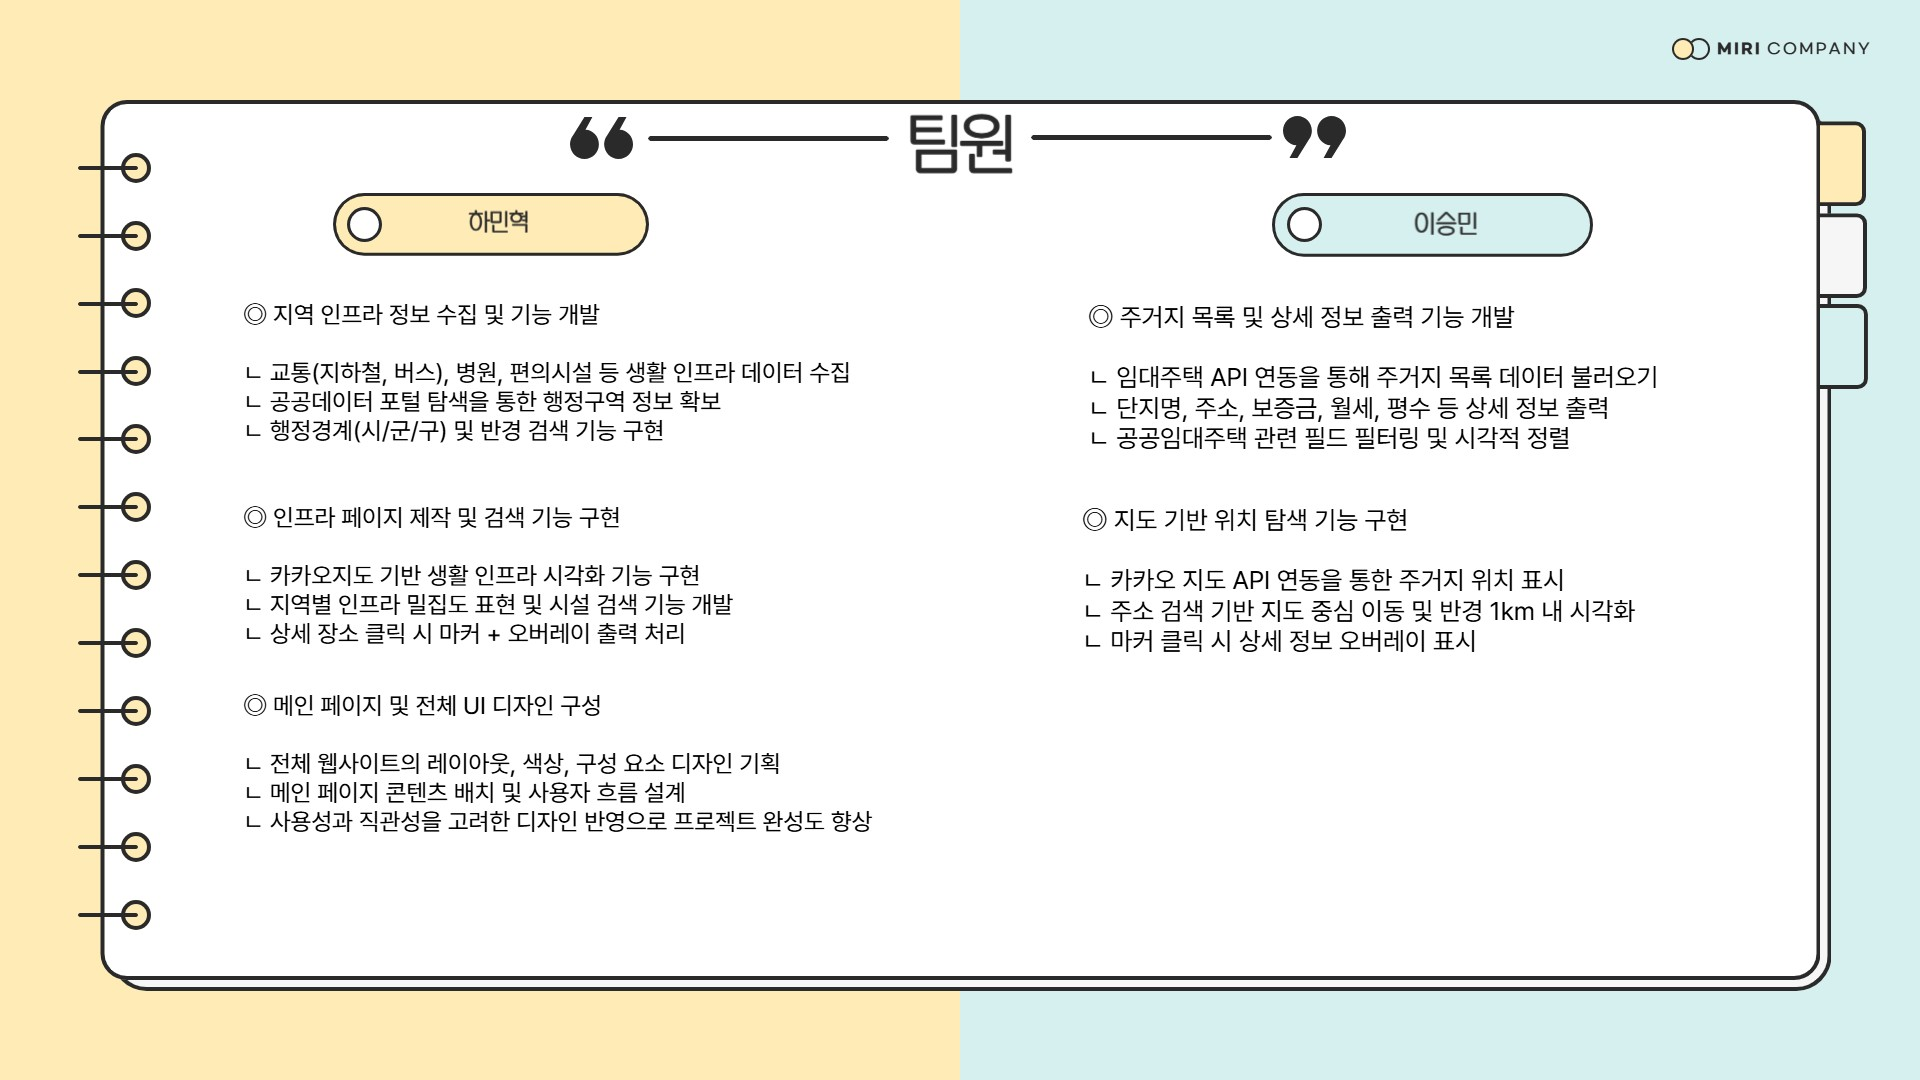 MIRI COMPANY
❝ 팀원 ❞
하민혁
◎ 지역 인프라 정보 수집 및 기능 개발
ㄴ 교통(지하철, 버스), 병원, 편의시설 등 생활 인프라 데이터 수집
ㄴ 공공데이터 포털 탐색을 통한 행정구역 정보 확보
ㄴ 행정경계(시/군/구) 및 반경 검색 기능 구현
◎ 인프라 페이지 제작 및 검색 기능 구현
ㄴ 카카오지도 기반 생활 인프라 시각화 기능 구현
ㄴ 지역별 인프라 밀집도 표현 및 시설 검색 기능 개발
ㄴ 상세 장소 클릭 시 마커 + 오버레이 출력 처리
◎ 메인 페이지 및 전체 UI 디자인 구성
ㄴ 전체 웹사이트의 레이아웃, 색상, 구성 요소 디자인 기획
ㄴ 메인 페이지 콘텐츠 배치 및 사용자 흐름 설계
ㄴ 사용성과 직관성을 고려한 디자인 반영으로 프로젝트 완성도 향상
이승민
◎ 주거지 목록 및 상세 정보 출력 기능 개발
ㄴ 임대주택 API 연동을 통해 주거지 목록 데이터 불러오기
ㄴ 단지명, 주소, 보증금, 월세, 평수 등 상세 정보 출력
ㄴ 공공임대주택 관련 필드 필터링 및 시각적 정렬
◎ 지도 기반 위치 탐색 기능 구현
ㄴ 카카오 지도 API 연동을 통한 주거지 위치 표시
ㄴ 주소 검색 기반 지도 중심 이동 및 반경 1km 내 시각화
ㄴ 마커 클릭 시 상세 정보 오버레이 표시